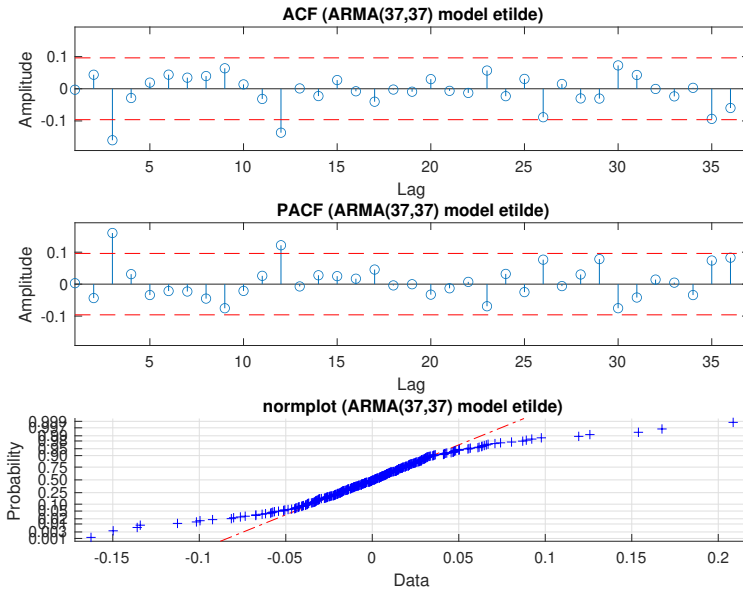 ACF (ARMA(37,37) model etilde)
Amplitude
0.1
0
-0.1
5 10 15 20 25 30 35
Lag
PACF (ARMA(37,37) model etilde)
Amplitude
0.1
0
-0.1
5 10 15 20 25 30 35
Lag
normplot (ARMA(37,37) model etilde)
Probability
0.999
0.997
0.90
0.75
0.50
0.25
0.10
0.05
0.003
0.001
-0.15 -0.1 -0.05 0 0.05 0.1 0.15 0.2
Data